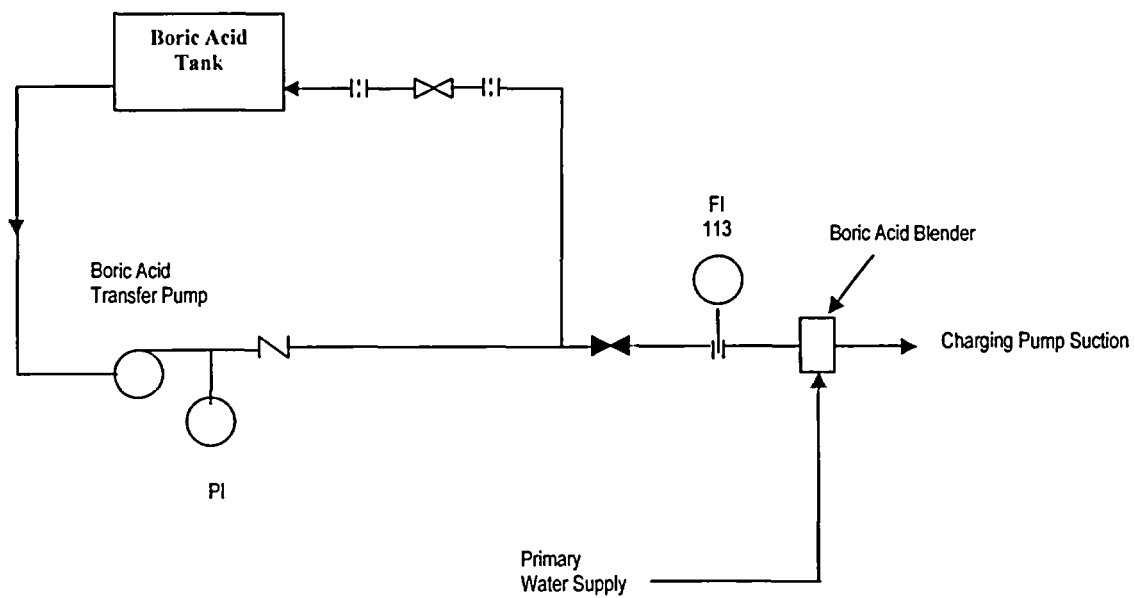 Boric Acid
Tank
FI
113
Boric Acid Blender
Boric Acid
Transfer Pump
Charging Pump Suction
PI
Primary
Water Supply